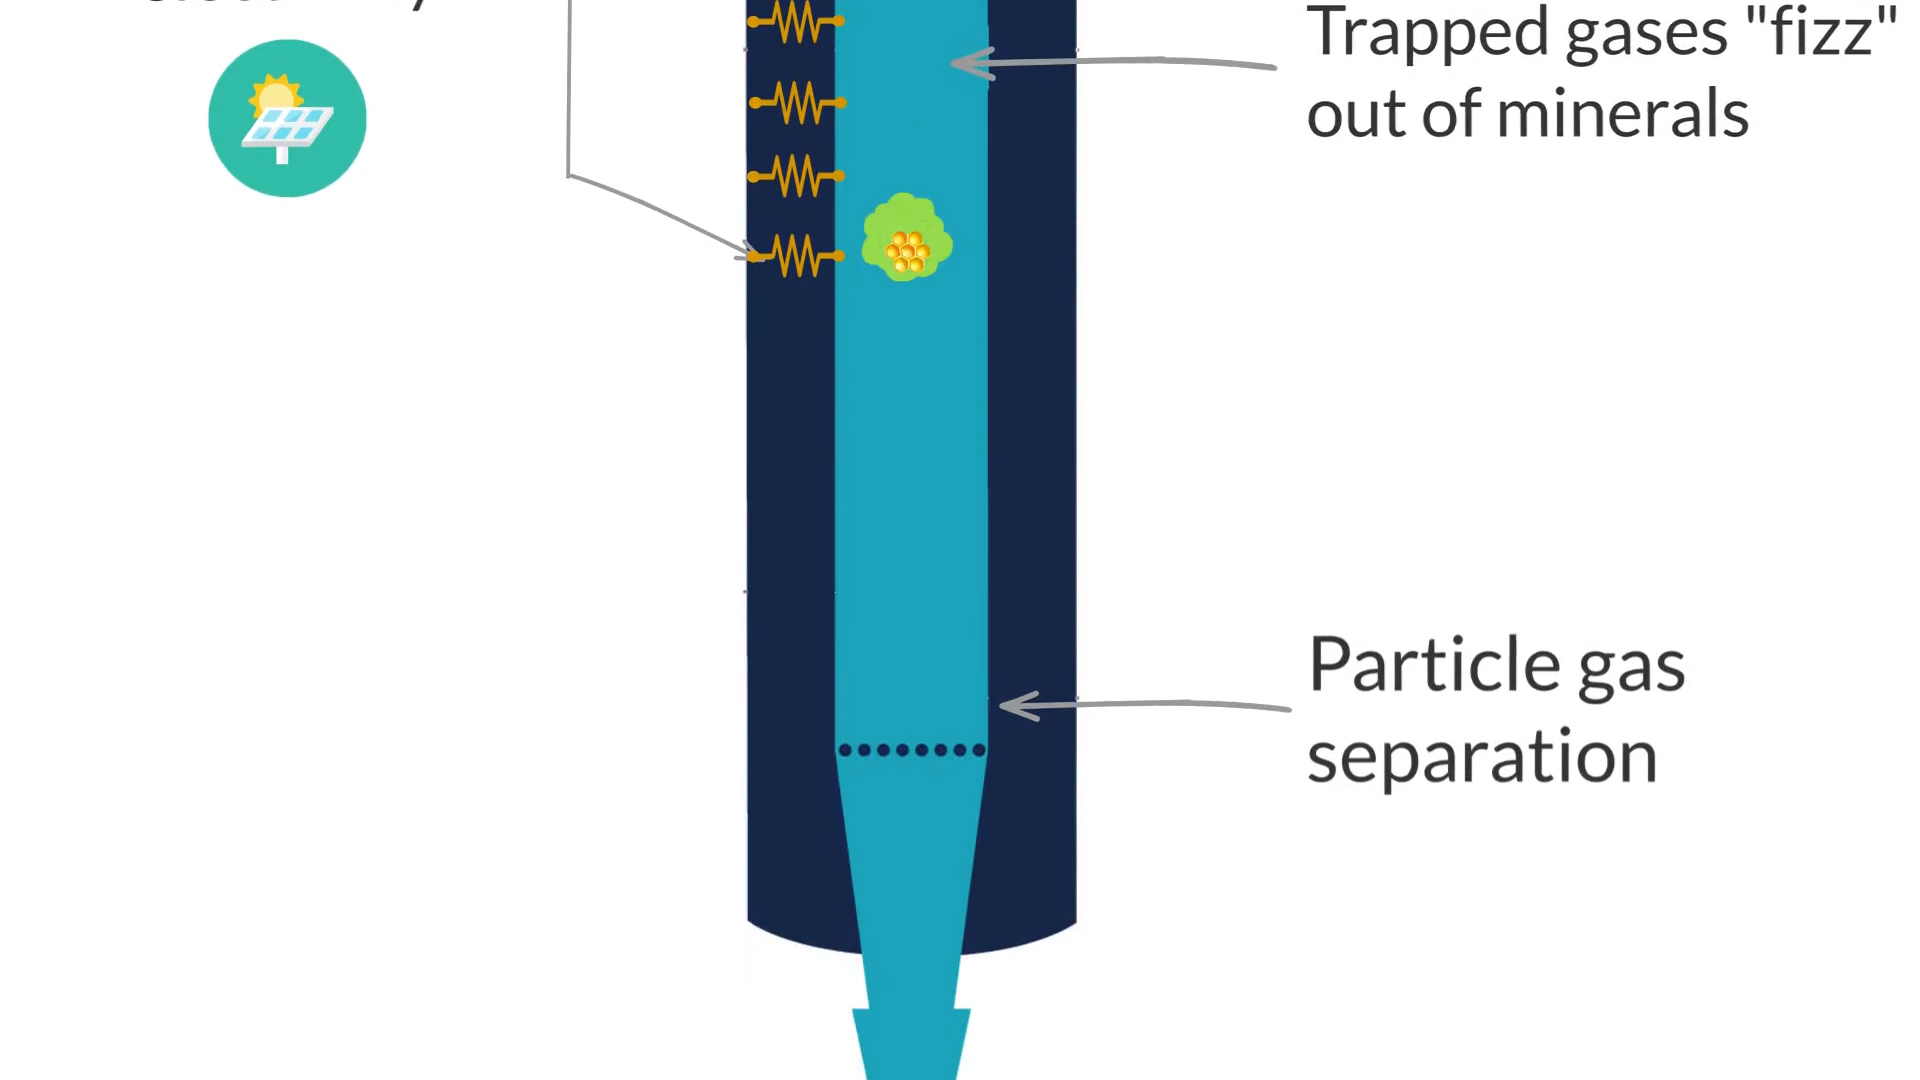 Trapped gases "fizz"
out of minerals
Particle gas
separation